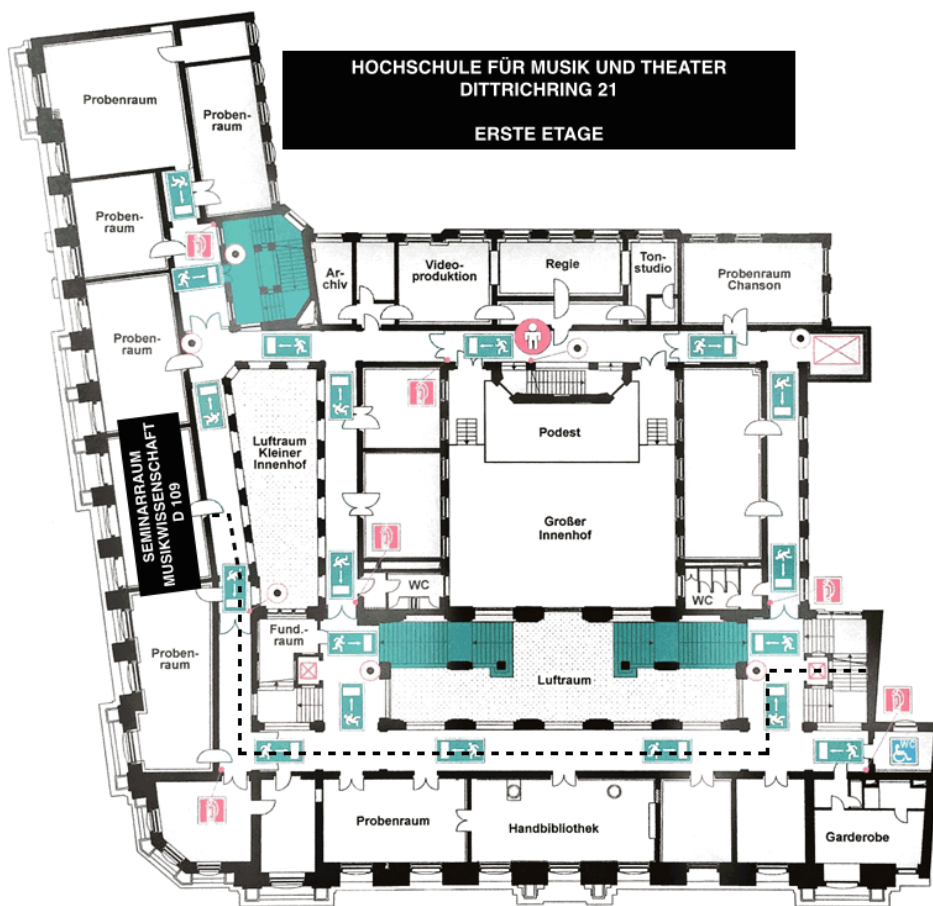 HOCHSCHULE FÜR MUSIK UND THEATER
DITTRICHRING 21
ERSTE ETAGE
Probenraum
Proben-
raum
Proben-
raum
Ar-
chiv
Video-
produktion
Regie
Ton-
studio
Probenraum
Chanson
Proben-
raum
Luftraum
Kleiner
Innenhof
Podest
SEMINARRAUM
MUSIKWISSENSCHAFT
D 109
Großer
Innenhof
WC
WC
Fund.-
raum
Proben-
raum
Luftraum
WC
Probenraum
Handbibliothek
Garderobe